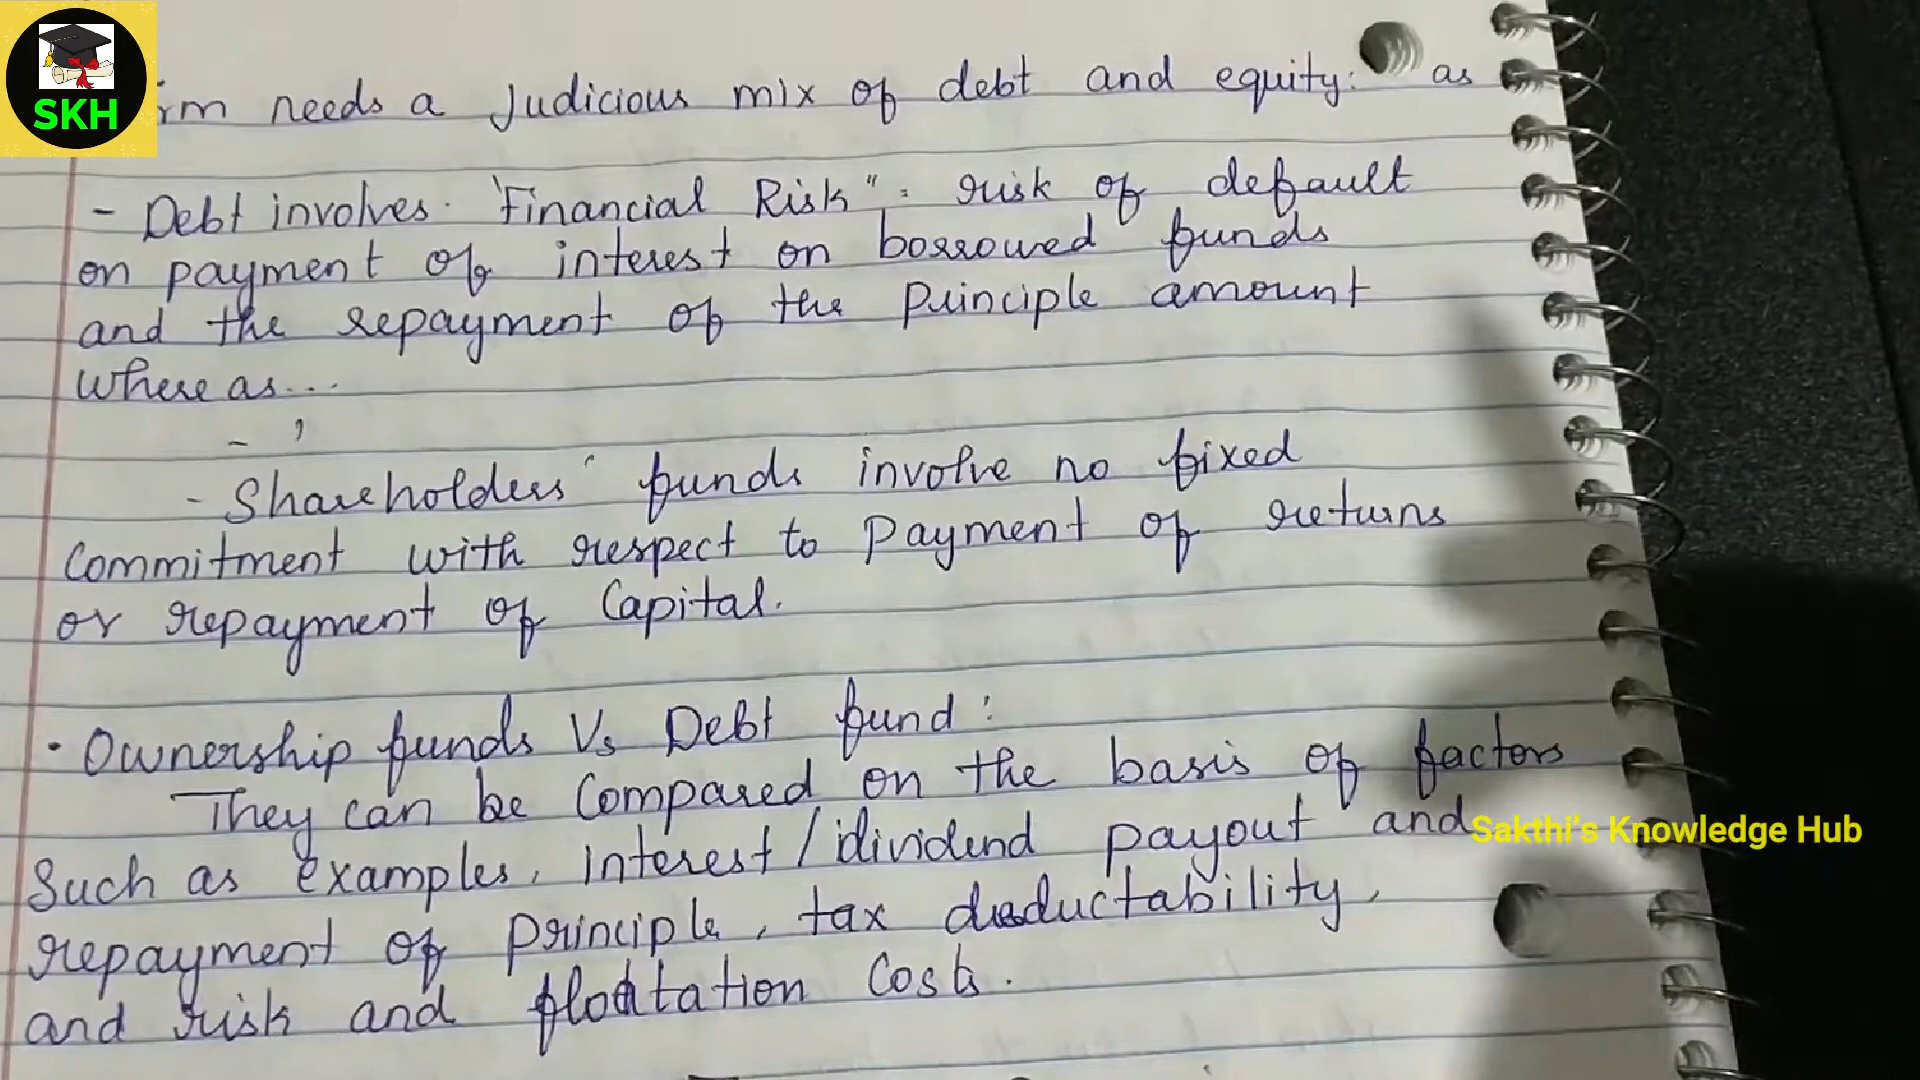 SKH
irm needs a Judicious mix of debt and equity: as
- Debt involves. 'Financial Risk" = risk of default
on payment of interest on borrowed funds
and the repayment of the Principle amount
where as...
- Shareholders' funds involve no fixed
Commitment with respect to Payment of returns
or repayment of Capital.
• Ownership funds Vs Debt fund:
They can be Compared on the basis of factors
Such as examples, interest/dividend payout and
Sakthi's Knowledge Hub
repayment of principle, tax deductability,
and risk and floatation Costs.